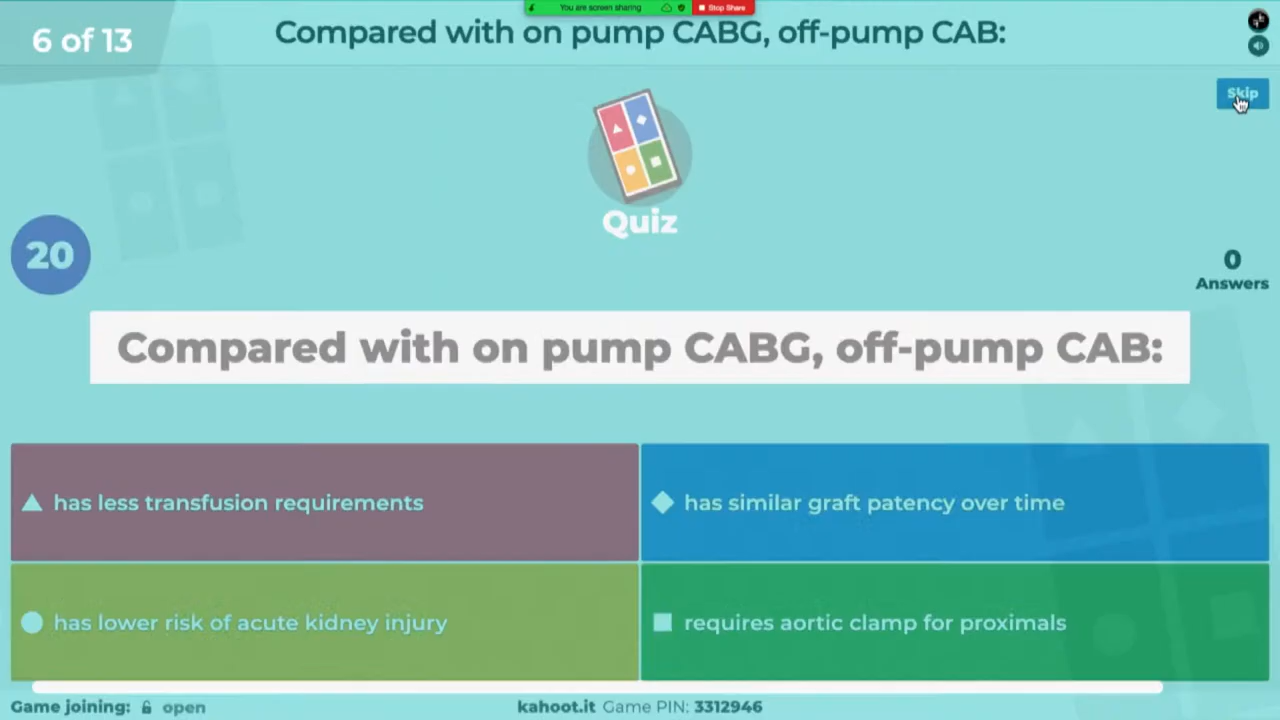 You are screen sharing
Stop Share
6 of 13
Compared with on pump CABG, off-pump CAB:
Skip
Quiz
20
0
Answers
Compared with on pump CABG, off-pump CAB:
has less transfusion requirements
has similar graft patency over time
has lower risk of acute kidney injury
requires aortic clamp for proximals
Game joining: open
kahoot.it Game PIN: 3312946